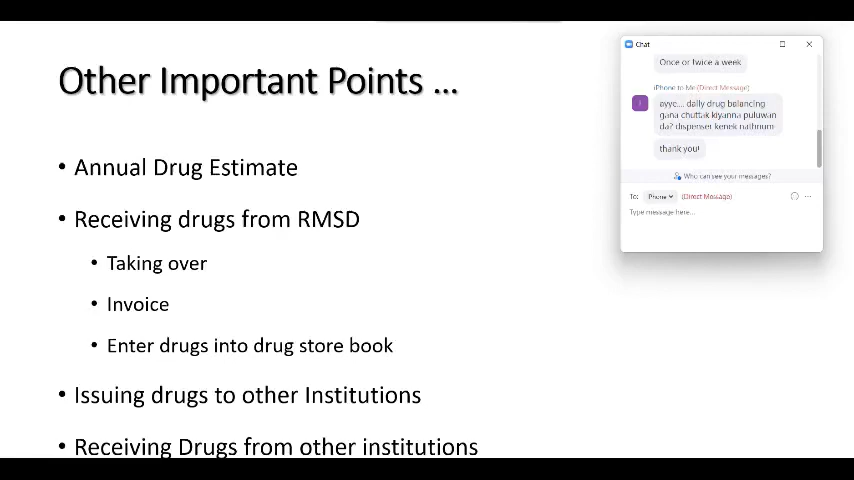 Other Important Points ...
• Annual Drug Estimate
• Receiving drugs from RMSD
• Taking over
• Invoice
• Enter drugs into drug store book
• Issuing drugs to other Institutions
• Receiving Drugs from other institutions
Chat
Once or twice a week
iPhone to Me (Direct Message)
ayye.... daily drug balancing
gana chuttak kiyanna puluwan
da? dispenser kenek nathnum
thank you!
Who can see your messages?
To: iPhone (Direct Message)
Type message here...